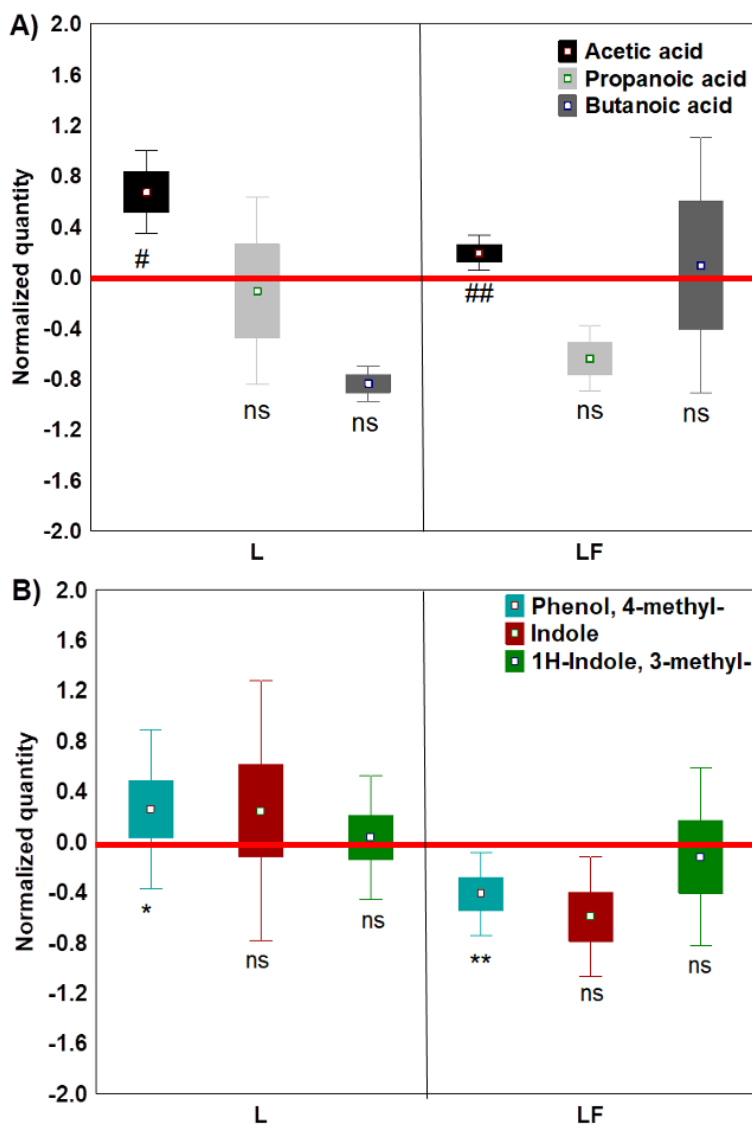 A)
Normalized quantity
2.0
1.6
1.2
0.8
0.4
0.0
-0.4
-0.8
-1.2
-1.6
-2.0
Acetic acid
Propanoic acid
Butanoic acid
#
ns
ns
##
ns
ns
L
LF
B)
Normalized quantity
2.0
1.6
1.2
0.8
0.4
0.0
-0.4
-0.8
-1.2
-1.6
-2.0
Phenol, 4-methyl-
Indole
1H-Indole, 3-methyl-
*
ns
ns
**
ns
ns
L
LF